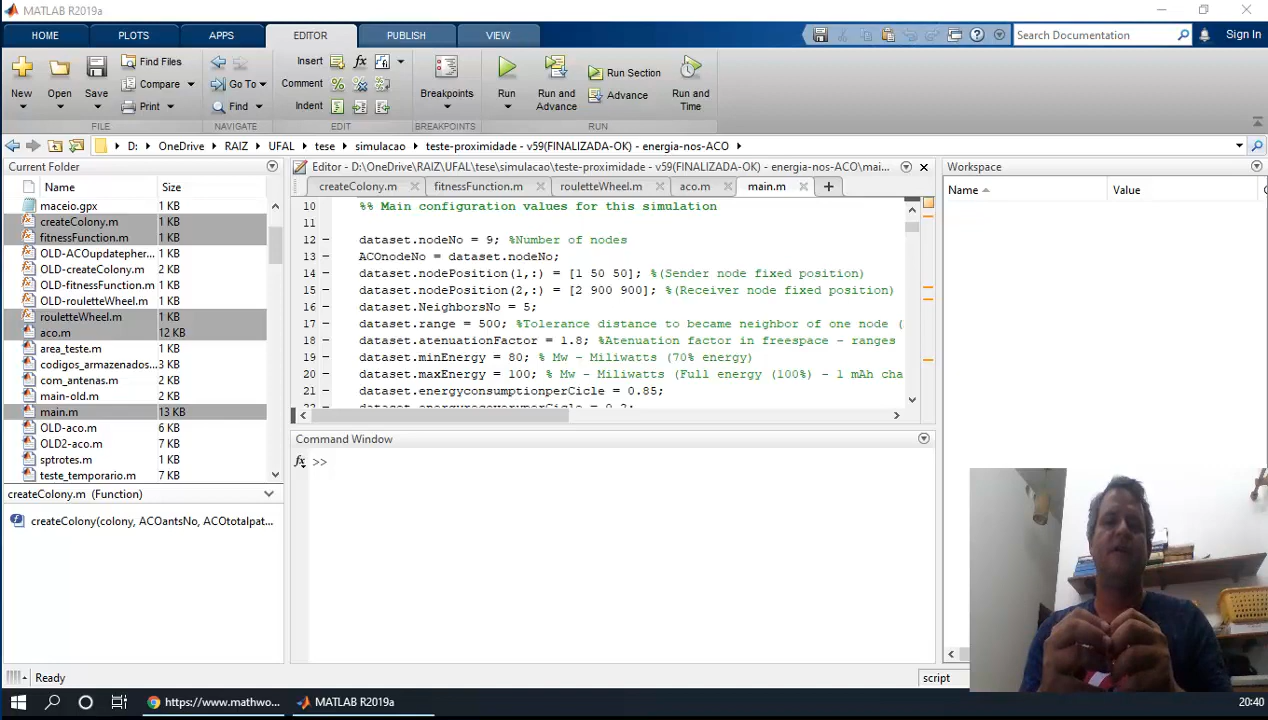 MATLAB R2019a
HOME PLOTS APPS EDITOR PUBLISH VIEW
Search Documentation
Sign In
New Open Save Find Files Compare Print
FILE
Go To Find
NAVIGATE
Insert Comment Indent
EDIT
Breakpoints
BREAKPOINTS
Run Run and Advance Run Section Advance Run and Time
RUN
D: OneDrive RAIZ UFAL tese simulacao teste-proximidade - v59(FINALIZADA-OK) - energia-nos-ACO
Current Folder
Name Size
maceio.gpx 1 KB
createColony.m 1 KB
fitnessFunction.m 1 KB
OLD-ACOupdatepher... 1 KB
OLD-createColony.m 2 KB
OLD-fitnessFunction.m 1 KB
OLD-rouletteWheel.m 1 KB
rouletteWheel.m 1 KB
aco.m 12 KB
area_teste.m 1 KB
codigos_armazenados... 3 KB
com_antenas.m 1 KB
main-old.m 2 KB
main.m 13 KB
OLD-aco.m 6 KB
OLD2-aco.m 7 KB
sptrotes.m 1 KB
teste_temporario.m 7 KB
createColony.m (Function)
createColony(colony, ACOantsNo, ACOtotalpat...
Editor - D:\OneDrive\RAIZ\UFAL\tese\simulacao\teste-proximidade - v59(FINALIZADA-OK) - energia-nos-ACO\mai...
createColony.m fitnessFunction.m rouletteWheel.m aco.m main.m
10 %% Main configuration values for this simulation
11
12 - dataset.nodeNo = 9; %Number of nodes
13 - ACOnodeNo = dataset.nodeNo;
14 - dataset.nodePosition(1,:) = [1 50 50]; %(Sender node fixed position)
15 - dataset.nodePosition(2,:) = [2 900 900]; %(Receiver node fixed position)
16 - dataset.NeighborsNo = 5;
17 - dataset.range = 500; %Tolerance distance to became neighbor of one node (
18 - dataset.atenuationFactor = 1.8; %Atenuation factor in freespace - ranges
19 - dataset.minEnergy = 80; % Mw - Miliwatts (70% energy)
20 - dataset.maxEnergy = 100; % Mw - Miliwatts (Full energy (100%) - 1 mAh cha
21 - dataset.energyconsumptionperCicle = 0.85;
Command Window
fx >>
Workspace
Name Value
Ready
script
https://www.mathwo...
MATLAB R2019a
20:40